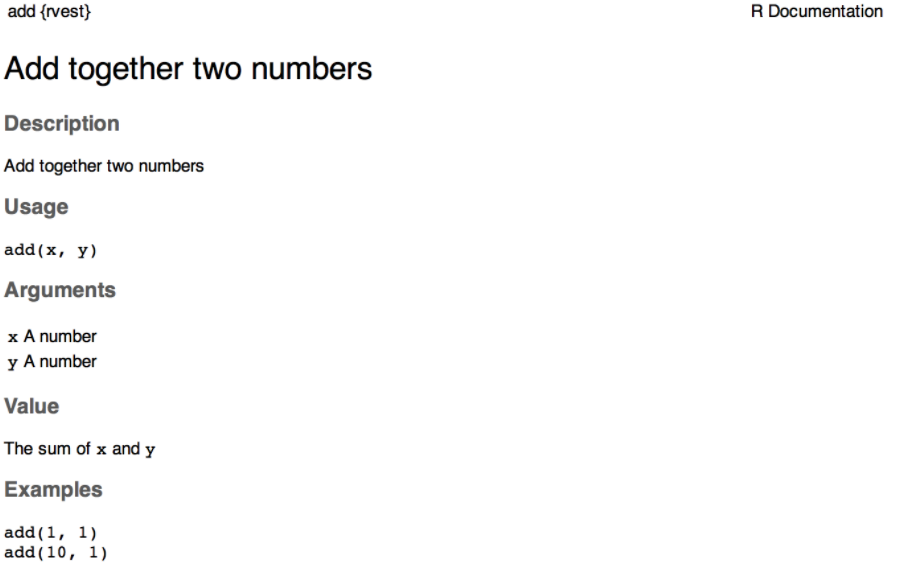 add {rvest} R Documentation
Add together two numbers
Description
Add together two numbers
Usage
add(x, y)
Arguments
x A number
y A number
Value
The sum of x and y
Examples
add(1, 1)
add(10, 1)